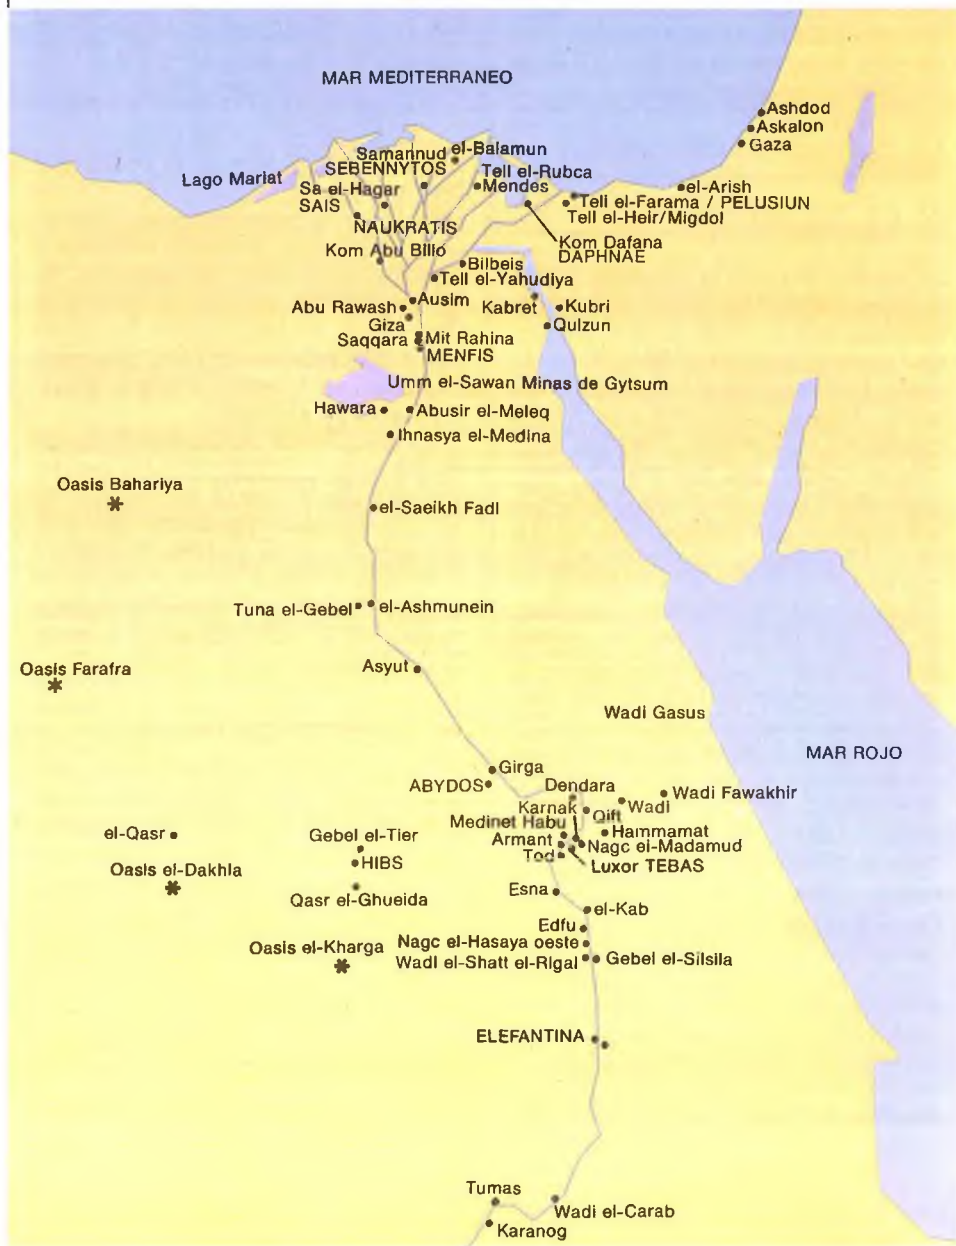 MAR MEDITERRANEO
Ashdod
Askalon
Gaza
el-Balamun
Samannud
SEBENNYTOS
Tell el-Rubca
Mendes
Lago Mariat
Sa el-Hagar
SAIS
el-Arish
Tell el-Farama / PELUSIUN
Tell el-Heir/Migdol
NAUKRATIS
Kom Dafana
DAPHNAE
Kom Abu Billo
Bilbeis
Tell el-Yahudiya
Ausim
Abu Rawash
Kabret
Kubri
Giza
Qulzun
Saqqara
Mit Rahina
MENFIS
Umm el-Sawan Minas de Gytsum
Hawara
Abusir el-Meleq
Ihnasya el-Medina
Oasis Bahariya
el-Saeikh Fadl
Tuna el-Gebel
el-Ashmunein
Oasis Farafra
Asyut
Wadi Gasus
MAR ROJO
Girga
ABYDOS
Dendara
Wadi Fawakhir
Karnak
Qift
Wadi
Medinet Habu
Hammamat
el-Qasr
Gebel el-Tier
Armant
Nagc el-Madamud
HIBS
Tod
Luxor TEBAS
Oasis el-Dakhla
Qasr el-Ghueida
Esna
el-Kab
Edfu
Oasis el-Kharga
Nagc el-Hasaya oeste
Wadi el-Shatt el-Rigal
Gebel el-Silsila
ELEFANTINA
Tumas
Wadi el-Carab
Karanog